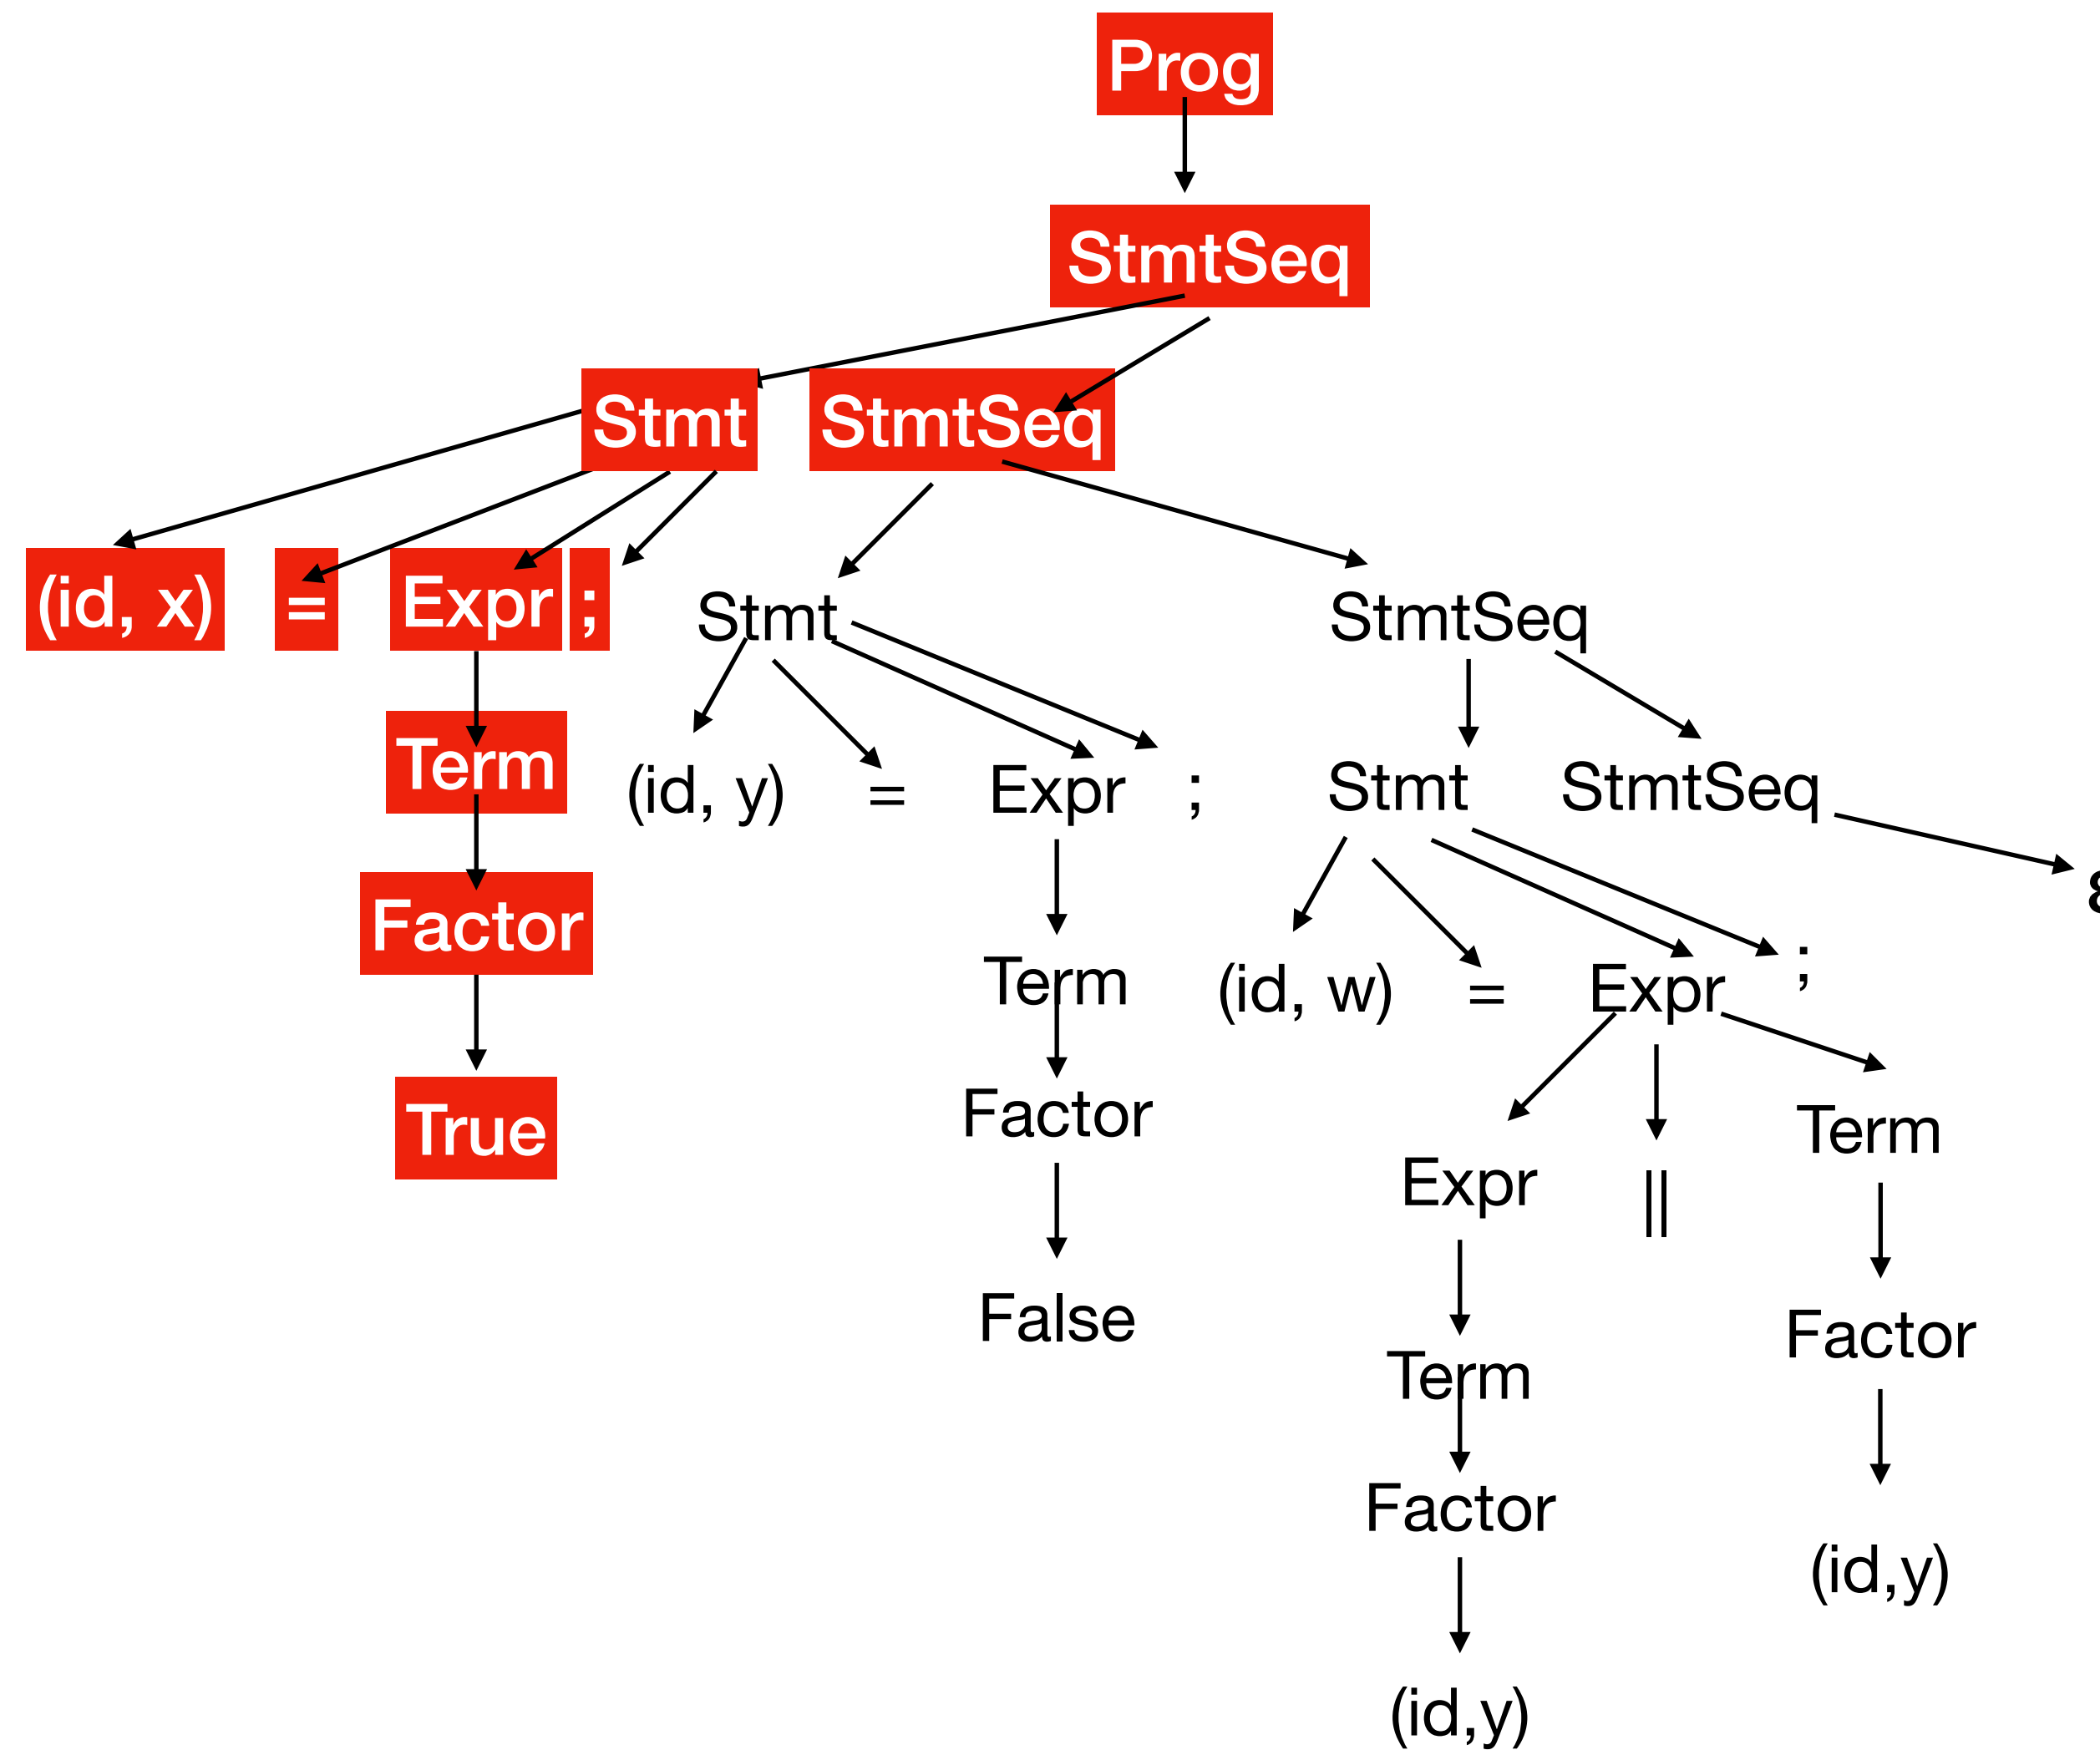 Prog
StmtSeq
Stmt StmtSeq
(id, x) = Expr ; Stmt StmtSeq
Term (id, y) = Expr ; Stmt StmtSeq
Factor Term (id, w) = Expr ;
True Factor Expr || Term
False Term Factor
Factor (id,y)
(id,y)